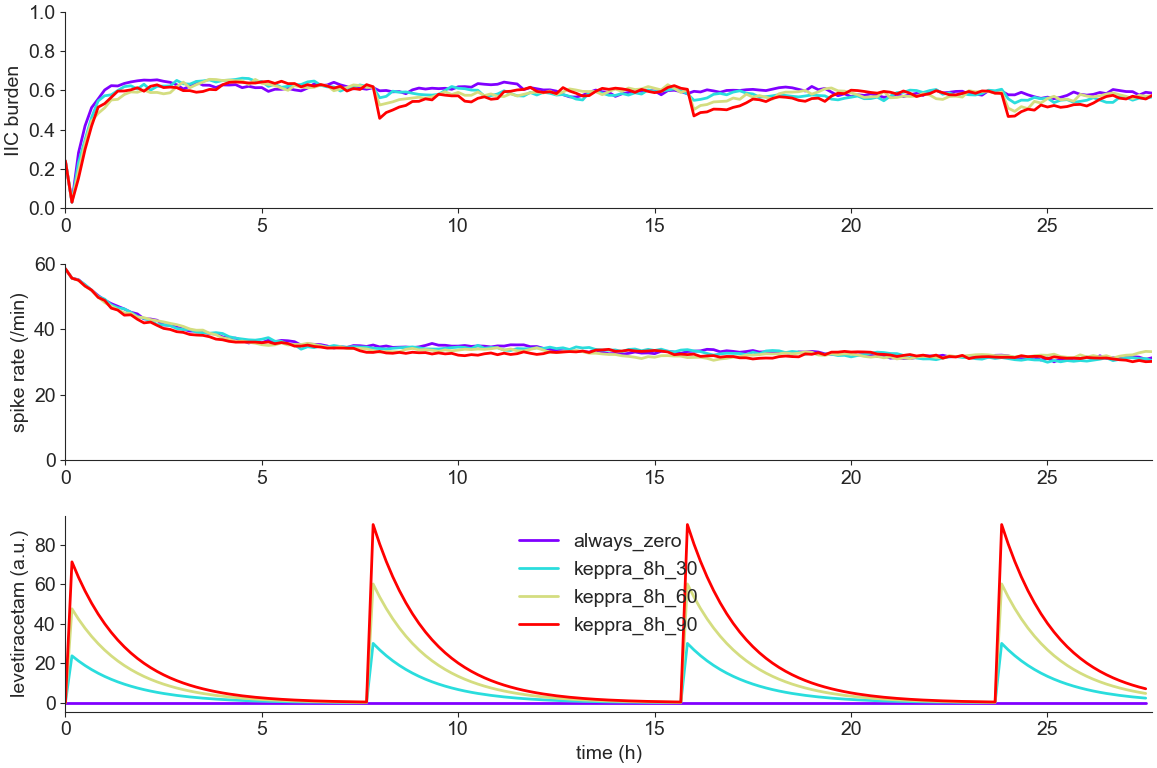 IIC burden
1.0
0.8
0.6
0.4
0.2
0.0
0 5 10 15 20 25
spike rate (/min)
60
40
20
0
0 5 10 15 20 25
levetiracetam (a.u.)
80
60
40
20
0
always_zero
keppra_8h_30
keppra_8h_60
keppra_8h_90
0 5 10 15 20 25
time (h)